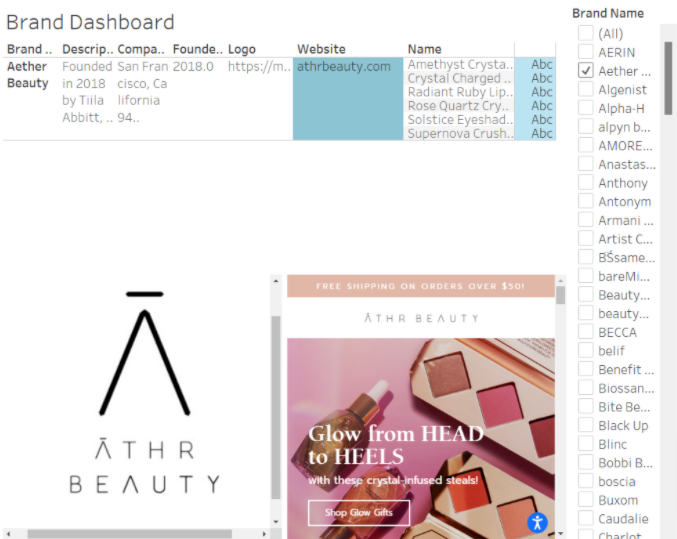 Brand Dashboard
Brand .. Descrip.. Compa.. Founde.. Logo Website Name
Aether Beauty
Founded in 2018 by Tiila Abbitt, ..
San Fran cisco, Ca lifornia 94..
2018.0
https://m..
athrbeauty.com
Amethyst Crysta.. Abc
Crystal Charged .. Abc
Radiant Ruby Lip.. Abc
Rose Quartz Cry.. Abc
Solstice Eyeshad.. Abc
Supernova Crush.. Abc
Ā
ĀTHR
BEAUTY
FREE SHIPPING ON ORDERS OVER $50!
ĀTHR BEAUTY
Glow from HEAD
to HEELS
with these crystal-infused steals!
Shop Glow Gifts
Brand Name
(All)
AERIN
Aether ...
Algenist
Alpha-H
alpyn b...
AMORE...
Anastas...
Anthony
Antonym
Armani ...
Artist C...
BŚsame...
bareMi...
Beauty...
beauty...
BECCA
belif
Benefit ...
Biossan...
Bite Be...
Black Up
Blinc
Bobbi B...
boscia
Buxom
Caudalie
Charlot...